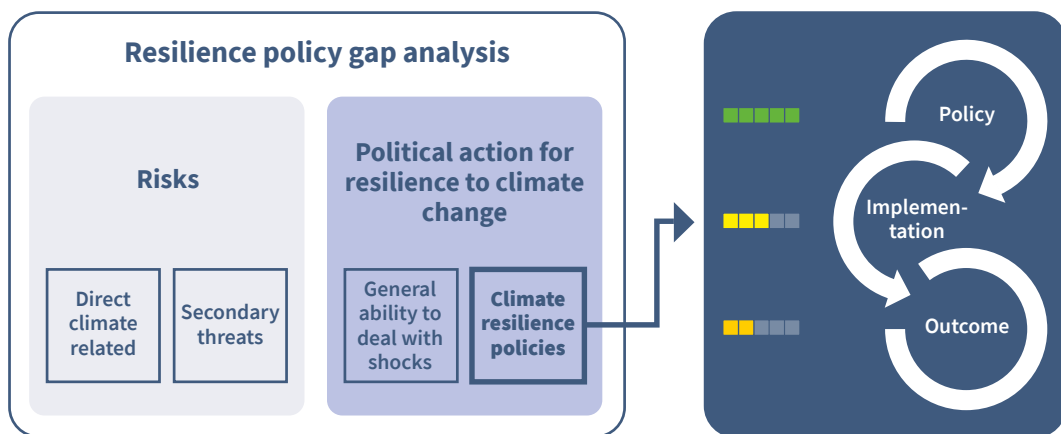 Resilience policy gap analysis
Risks
Direct
climate
related
Secondary
threats
Political action for
resilience to climate
change
General
ability to
deal with
shocks
Climate
resilience
policies
Policy
Implemen-
tation
Outcome